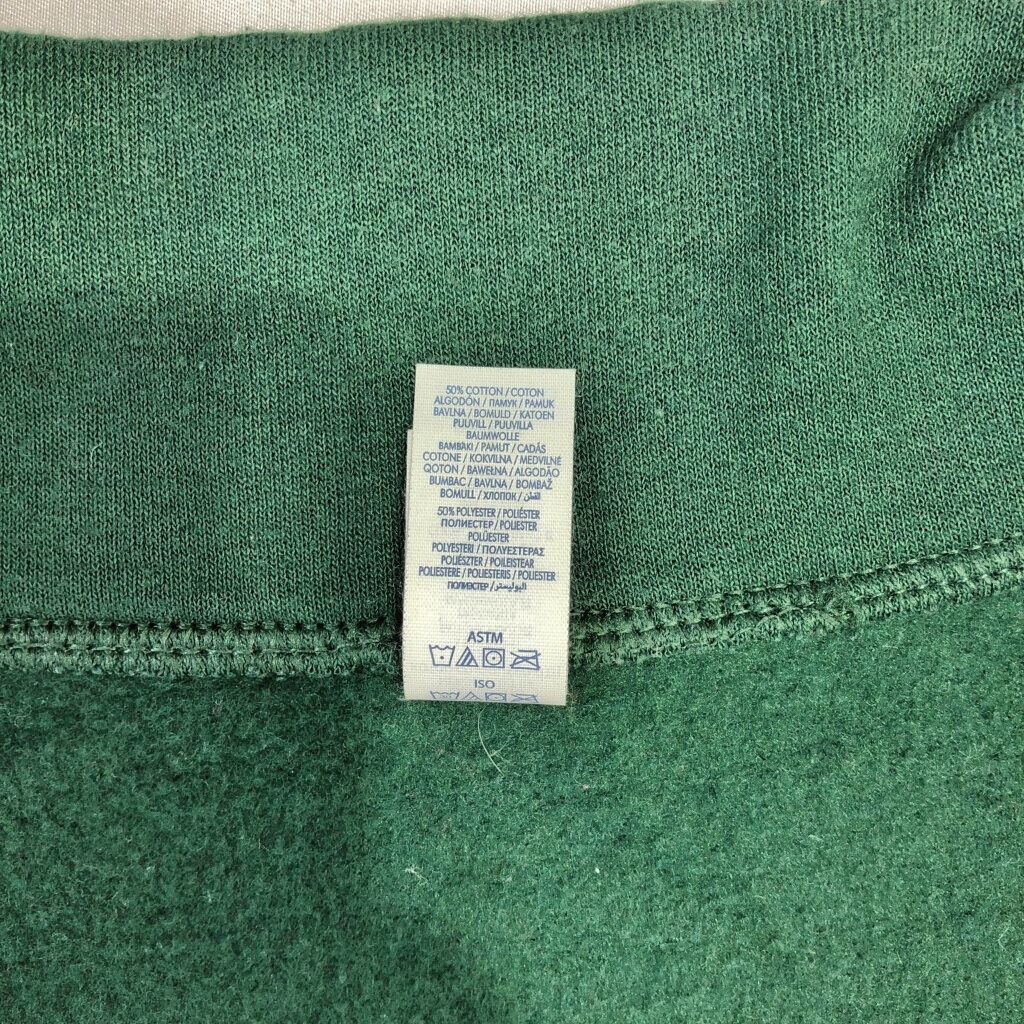 50% COTTON / COTON
ALGODÓN / ПАМУК / PAMUK
BAVLNA / BOMULD / KATOEN
PUUVILL / PUUVILLA
BAUMWOLLE
ΒΑΜΒΑΚΙ / PAMUT / CADÁS
COTONE / KOKVILNA / MEDVILNĖ
QOTON / BAWEŁNA / ALGODÃO
BUMBAC / BAVLNA / BOMBAŽ
BOMULL / ХЛОПОК / القطن
50% POLYESTER / POLIÉSTER
ПОЛИЕСТЕР / POLIESTER
POLÜESTER
POLYESTERI / ΠΟΛΥΕΣΤΕΡΑΣ
POLIÉSZTER / POILEISTEAR
POLIESTERE / POLIESTERIS / POLIESTER
ПОЛИЭСТЕР / البوليستر
ASTM
ISO